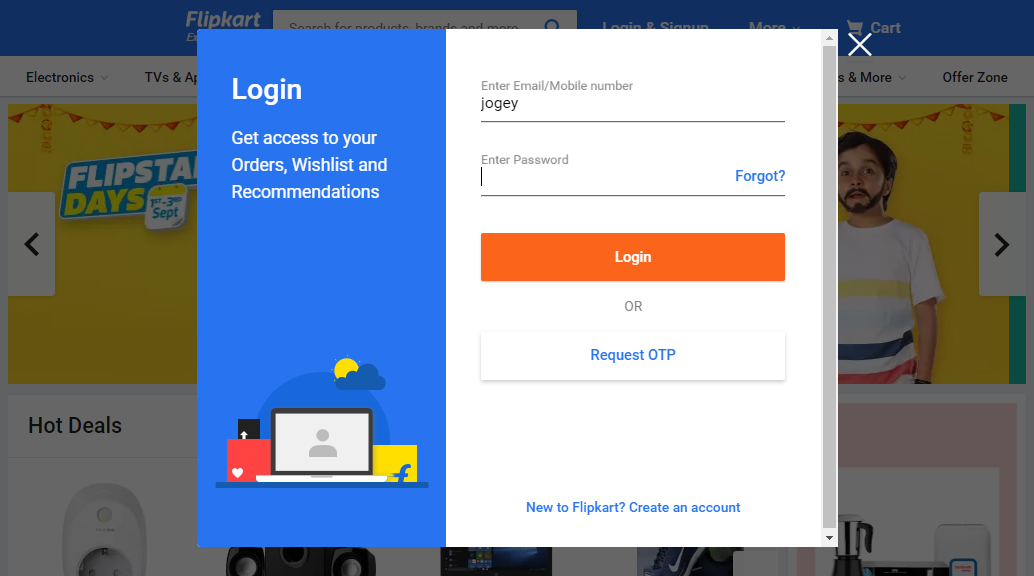 Flipkart
Search for products, brands and more
Login & Signup
More
Cart
Electronics
TVs &
s & More
Offer Zone
Login
Get access to your
Orders, Wishlist and
Recommendations
Enter Email/Mobile number
jogey
Enter Password
Forgot?
Login
OR
Request OTP
New to Flipkart? Create an account
FLIPSTA
DAYS
1ST-3RD
Sept
Hot Deals